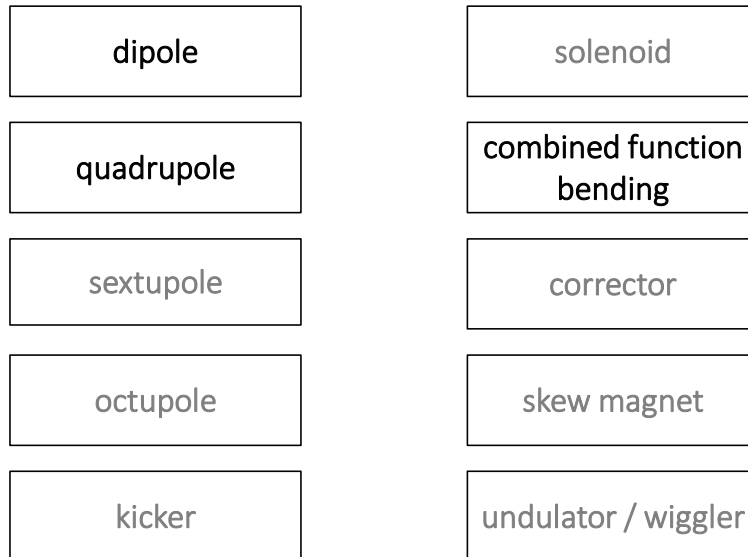 dipole
solenoid
quadrupole
combined function
bending
sextupole
corrector
octupole
skew magnet
kicker
undulator / wiggler